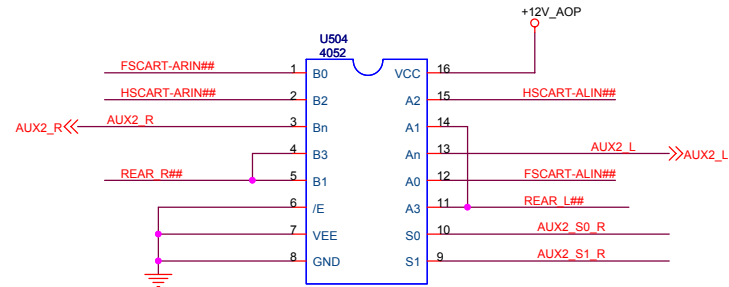 +12V_AOP
U504
4052
FSCART-ARIN## 1 B0 VCC 16
HSCART-ARIN## 2 B2 A2 15 HSCART-ALIN##
AUX2_R AUX2_R 3 Bn A1 14
4 B3 An 13 AUX2_L AUX2_L
REAR_R## 5 B1 A0 12 FSCART-ALIN##
6 /E A3 11 REAR_L##
7 VEE S0 10 AUX2_S0_R
8 GND S1 9 AUX2_S1_R